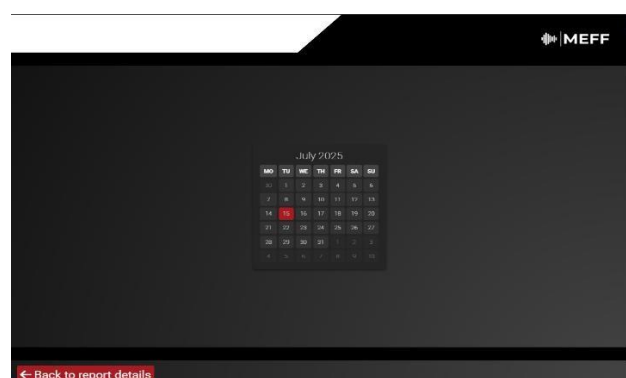 MEFF
July 2025
MO TU WE TH FR SA SU
30 1 2 3 4 5 6
7 8 9 10 11 12 13
14 15 16 17 18 19 20
21 22 23 24 25 26 27
28 29 30 31 1 2 3
4 5 6 7 8 9 10
← Back to report details